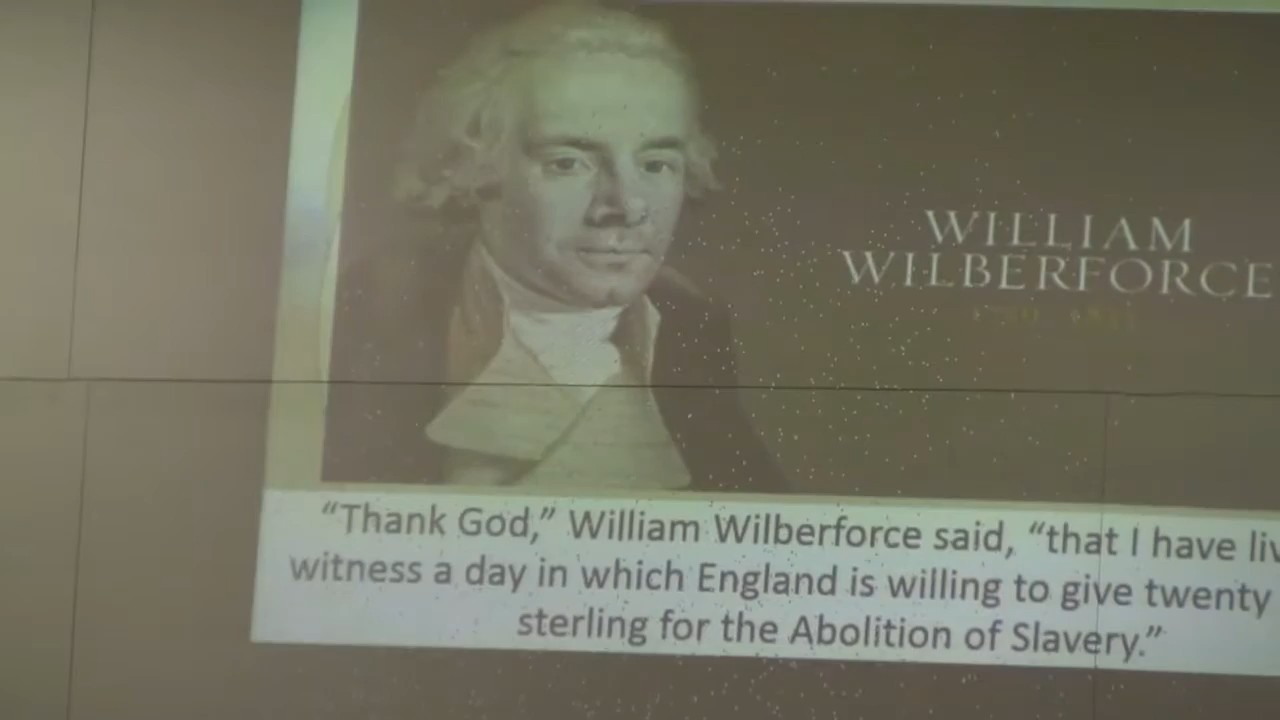 WILLIAM
WILBERFORCE
“Thank God,” William Wilberforce said, “that I have liv
witness a day in which England is willing to give twenty
sterling for the Abolition of Slavery.”